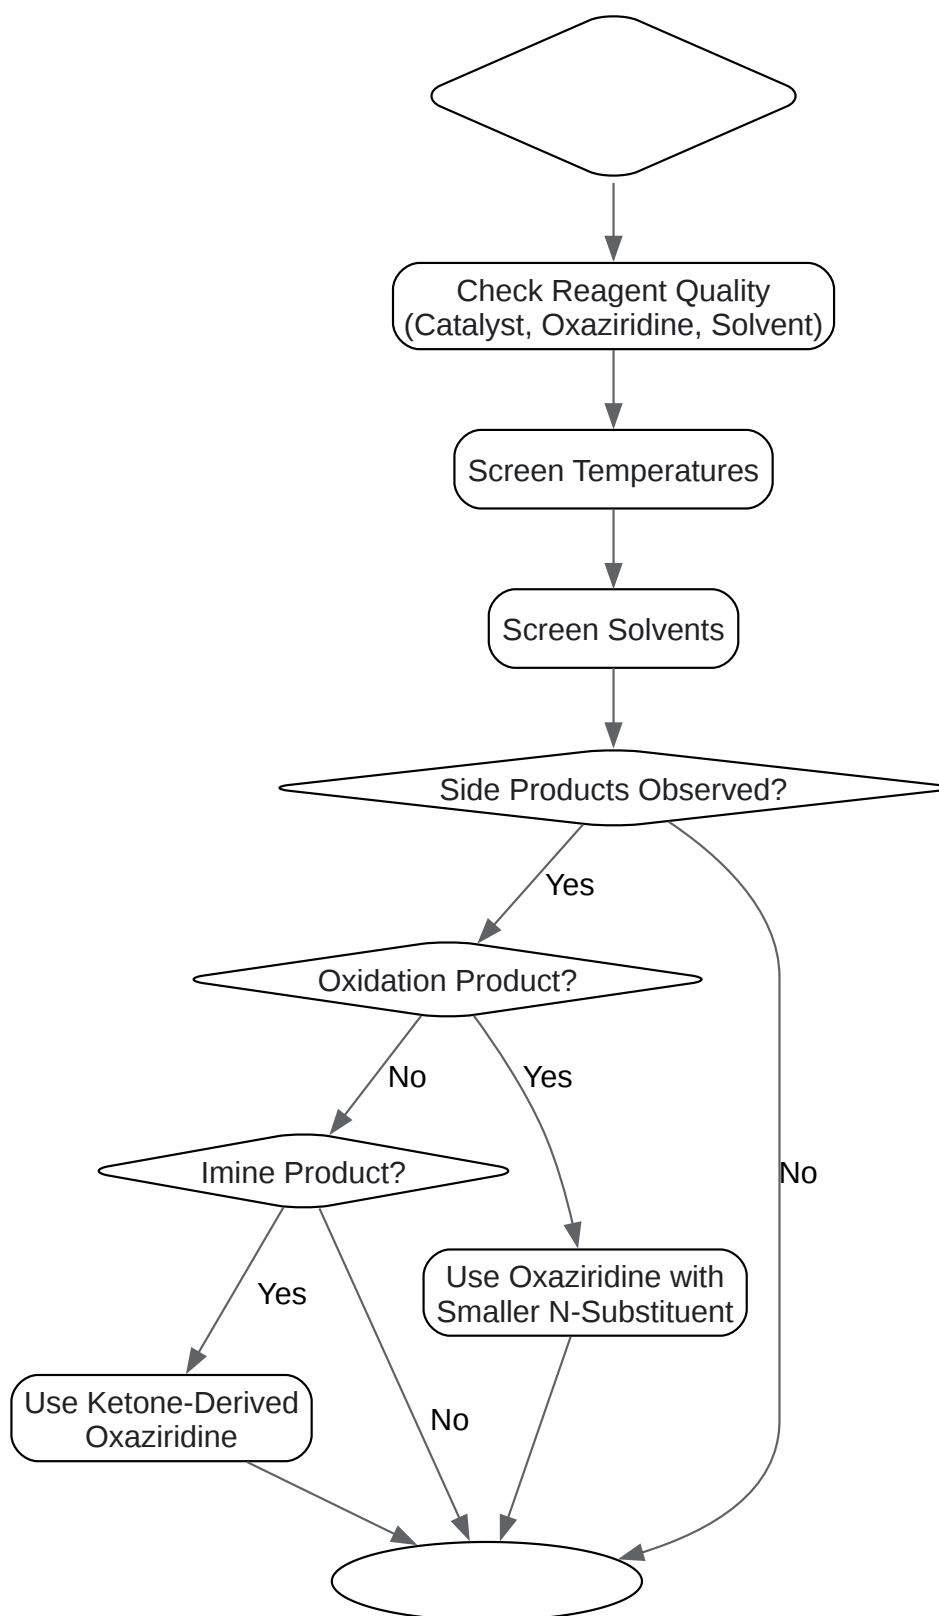 Check Reagent Quality
(Catalyst, Oxaziridine, Solvent)
Screen Temperatures
Screen Solvents
Side Products Observed?
Yes
Oxidation Product?
No
Yes
Imine Product?
No
Yes
Use Oxaziridine with
Smaller N-Substituent
Use Ketone-Derived
Oxaziridine
No